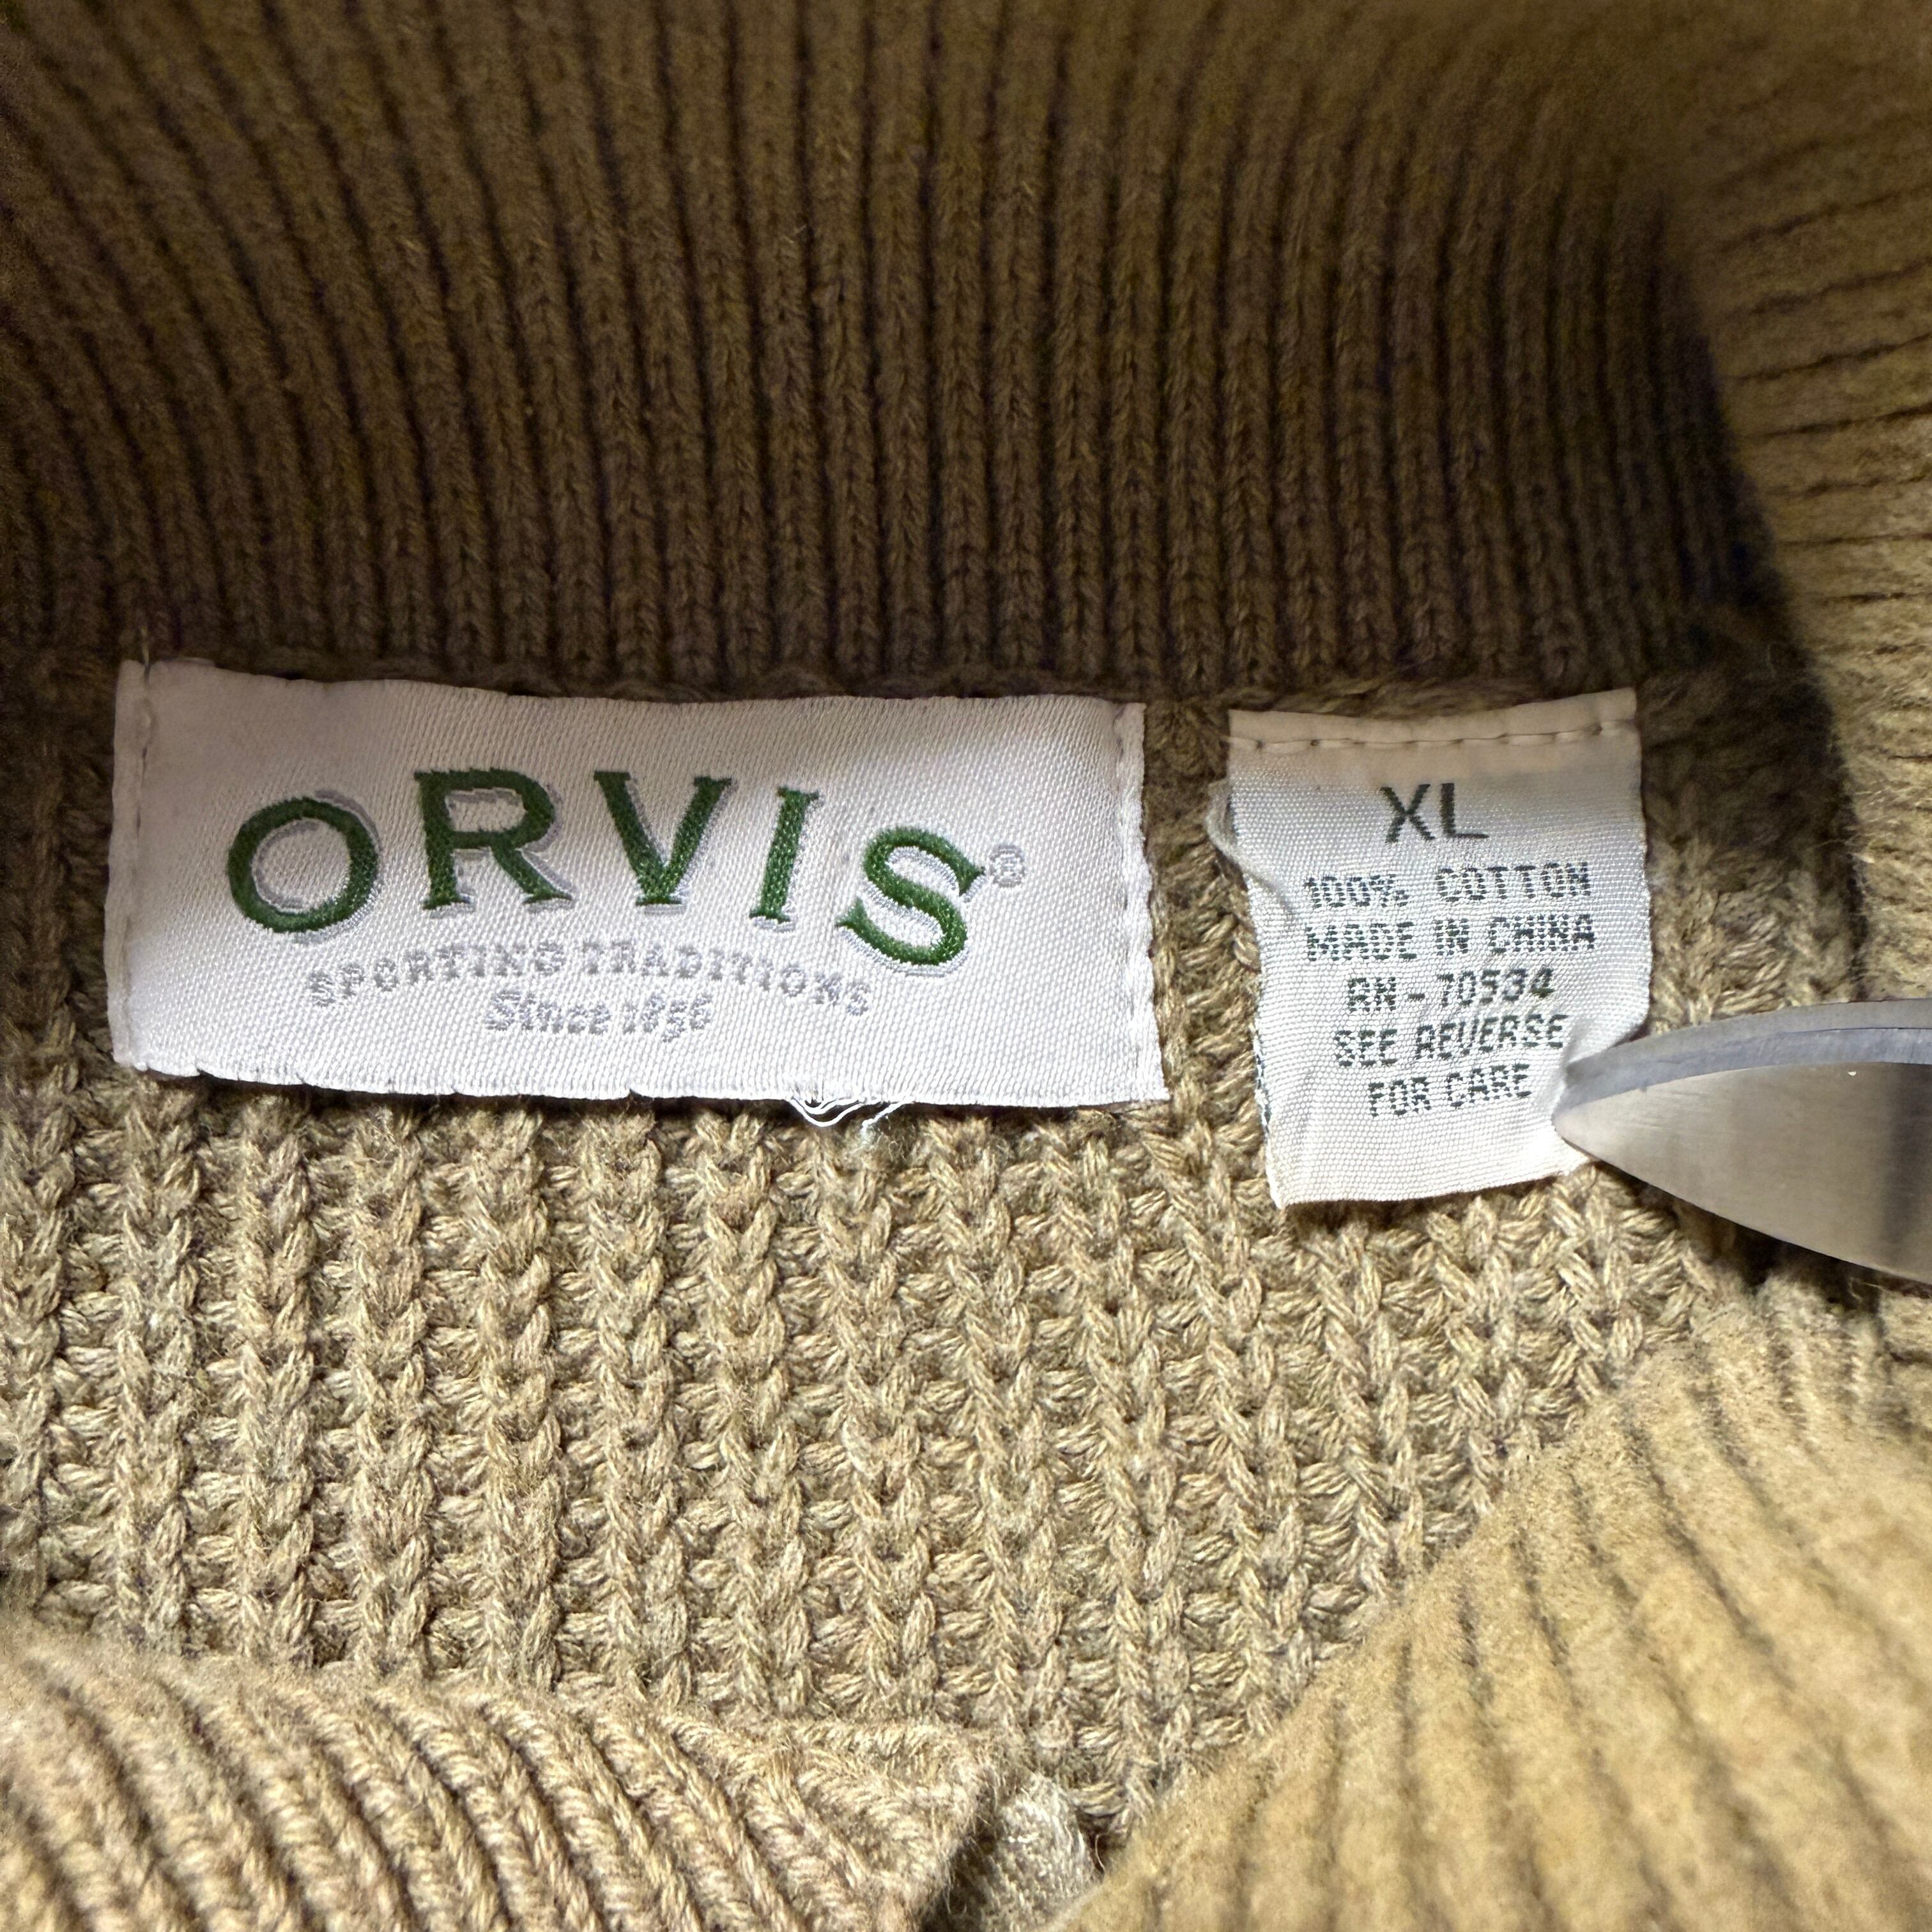 ORVIS®
SPORTING TRADITIONS
Since 1856
XL
100% COTTON
MADE IN CHINA
RN-70534
SEE REVERSE
FOR CARE